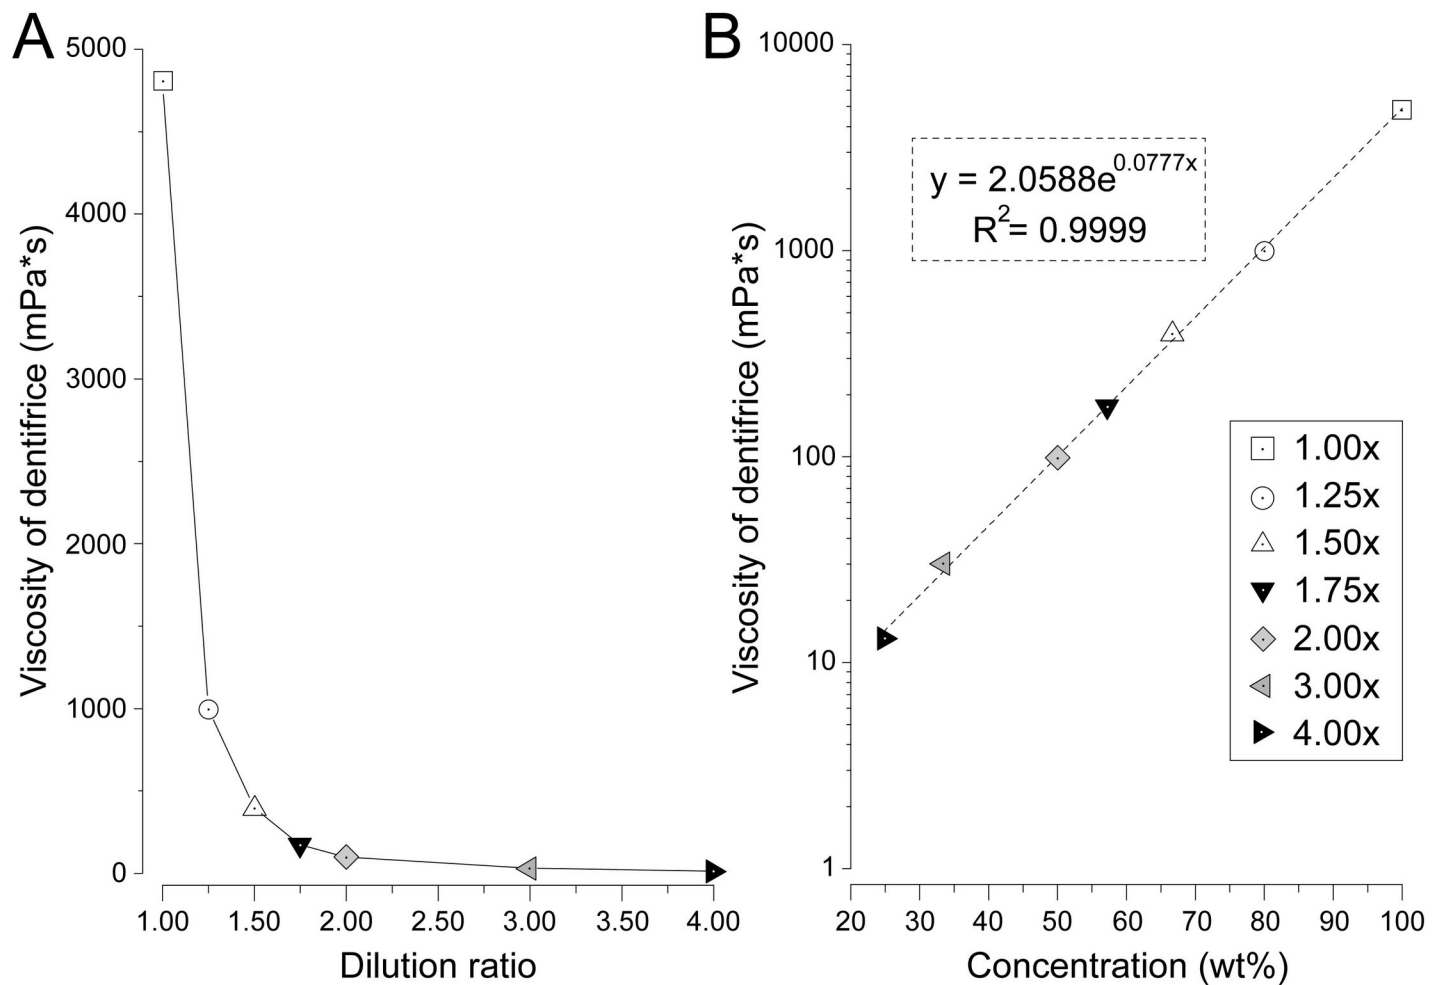 A
5000
4000
3000
2000
1000
0
Viscosity of dentifrice (mPa*s)
1.00 1.50 2.00 2.50 3.00 3.50 4.00
Dilution ratio
B
10000
1000
100
10
1
Viscosity of dentifrice (mPa*s)
y = 2.0588e^0.0777x
R²= 0.9999
1.00x
1.25x
1.50x
1.75x
2.00x
3.00x
4.00x
20 30 40 50 60 70 80 90 100
Concentration (wt%)